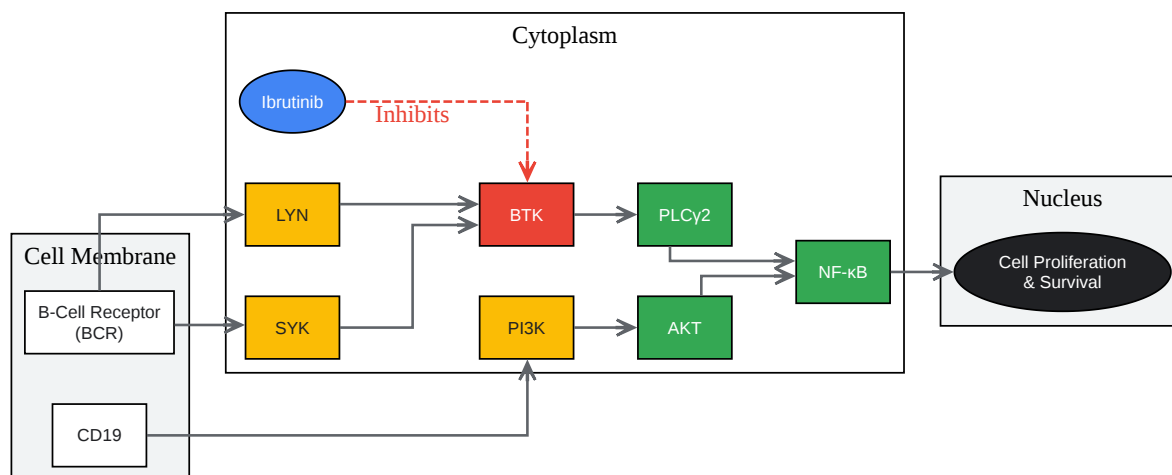 Cytoplasm
Ibrutinib
Inhibits
LYN
BTK
PLCγ2
Nucleus
Cell Membrane
NF-κB
Cell Proliferation
& Survival
B-Cell Receptor
(BCR)
SYK
PI3K
AKT
CD19